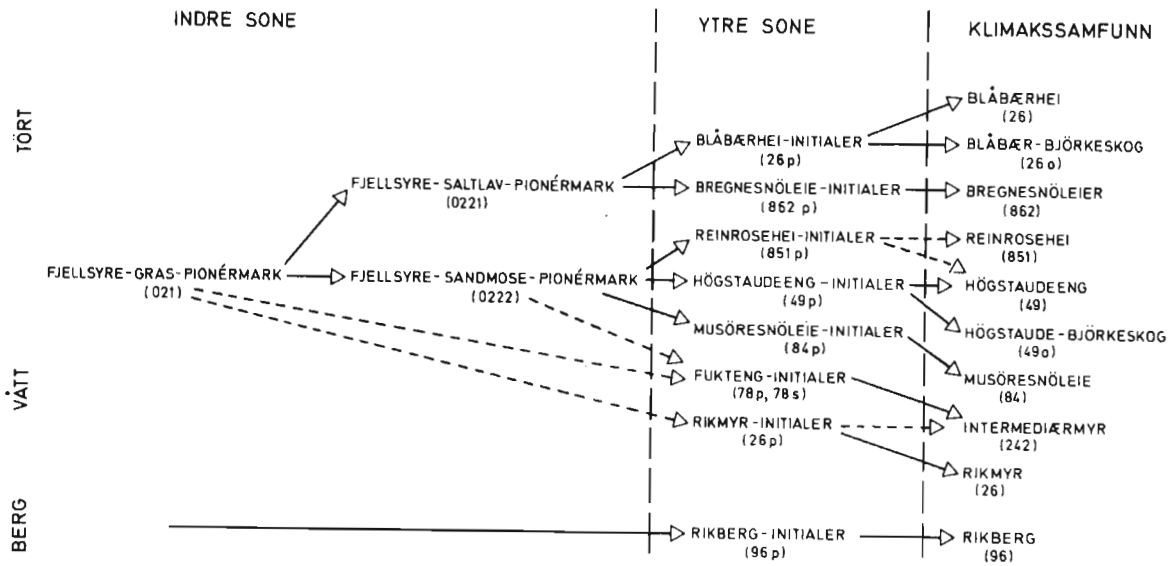 INDRE SONE
YTRE SONE
KLIMAKSSAMFUNN
TÖRT
VÅTT
BERG
FJELLSYRE-GRAS-PIONÉRMARK
(021)
FJELLSYRE-SALTLAV-PIONÉRMARK
(0221)
FJELLSYRE-SANDMOSE-PIONÉRMARK
(0222)
BLÅBÆRHEI-INITIALER
(26p)
BREGNESNÖLEIE-INITIALER
(862 p)
REINROSEHEI-INITIALER
(851p)
HÖGSTAUDEENG-INITIALER
(49p)
MUSÖRESNÖLEIE-INITIALER
(84p)
FUKTENG-INITIALER
(78p, 78s)
RIKMYR-INITIALER
(26p)
RIKBERG-INITIALER
(96p)
BLÅBÆRHEI
(26)
BLÅBÆR-BJÖRKESKOG
(26o)
BREGNESNÖLEIER
(862)
REINROSEHEI
(851)
HÖGSTAUDEENG
(49)
HÖGSTAUDE-BJÖRKESKOG
(49o)
MUSÖRESNÖLEIE
(84)
INTERMEDIÆRMYR
(242)
RIKMYR
(26)
RIKBERG
(96)